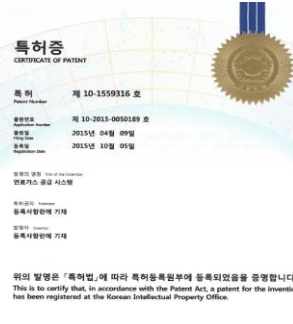 특허증
CERTIFICATE OF PATENT
특 허 제 10-1559316 호
Patent Number
출원번호 제 10-2015-0050189 호
Application Number
출원일 2015년 04월 09일
Filing Date
등록일 2015년 10월 05일
Registration Date
발명의 명칭 Title of the Invention
연료가스 공급 시스템
특허권자 Patentee
등록사항란에 기재
발명자 Inventor
등록사항란에 기재
위의 발명은 「특허법」에 따라 특허등록원부에 등록되었음을 증명합니다
This is to certify that, in accordance with the Patent Act, a patent for the inventio
has been registered at the Korean Intellectual Property Office.